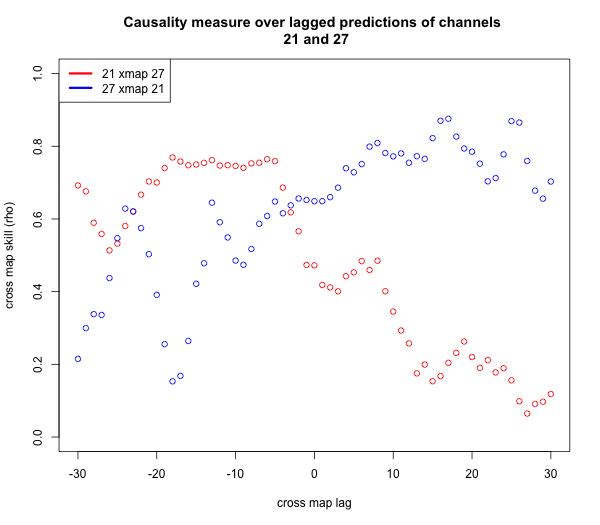 Causality measure over lagged predictions of channels
21 and 27
21 xmap 27
27 xmap 21
cross map skill (rho)
1.0
0.8
0.6
0.4
0.2
0.0
-30 -20 -10 0 10 20 30
cross map lag